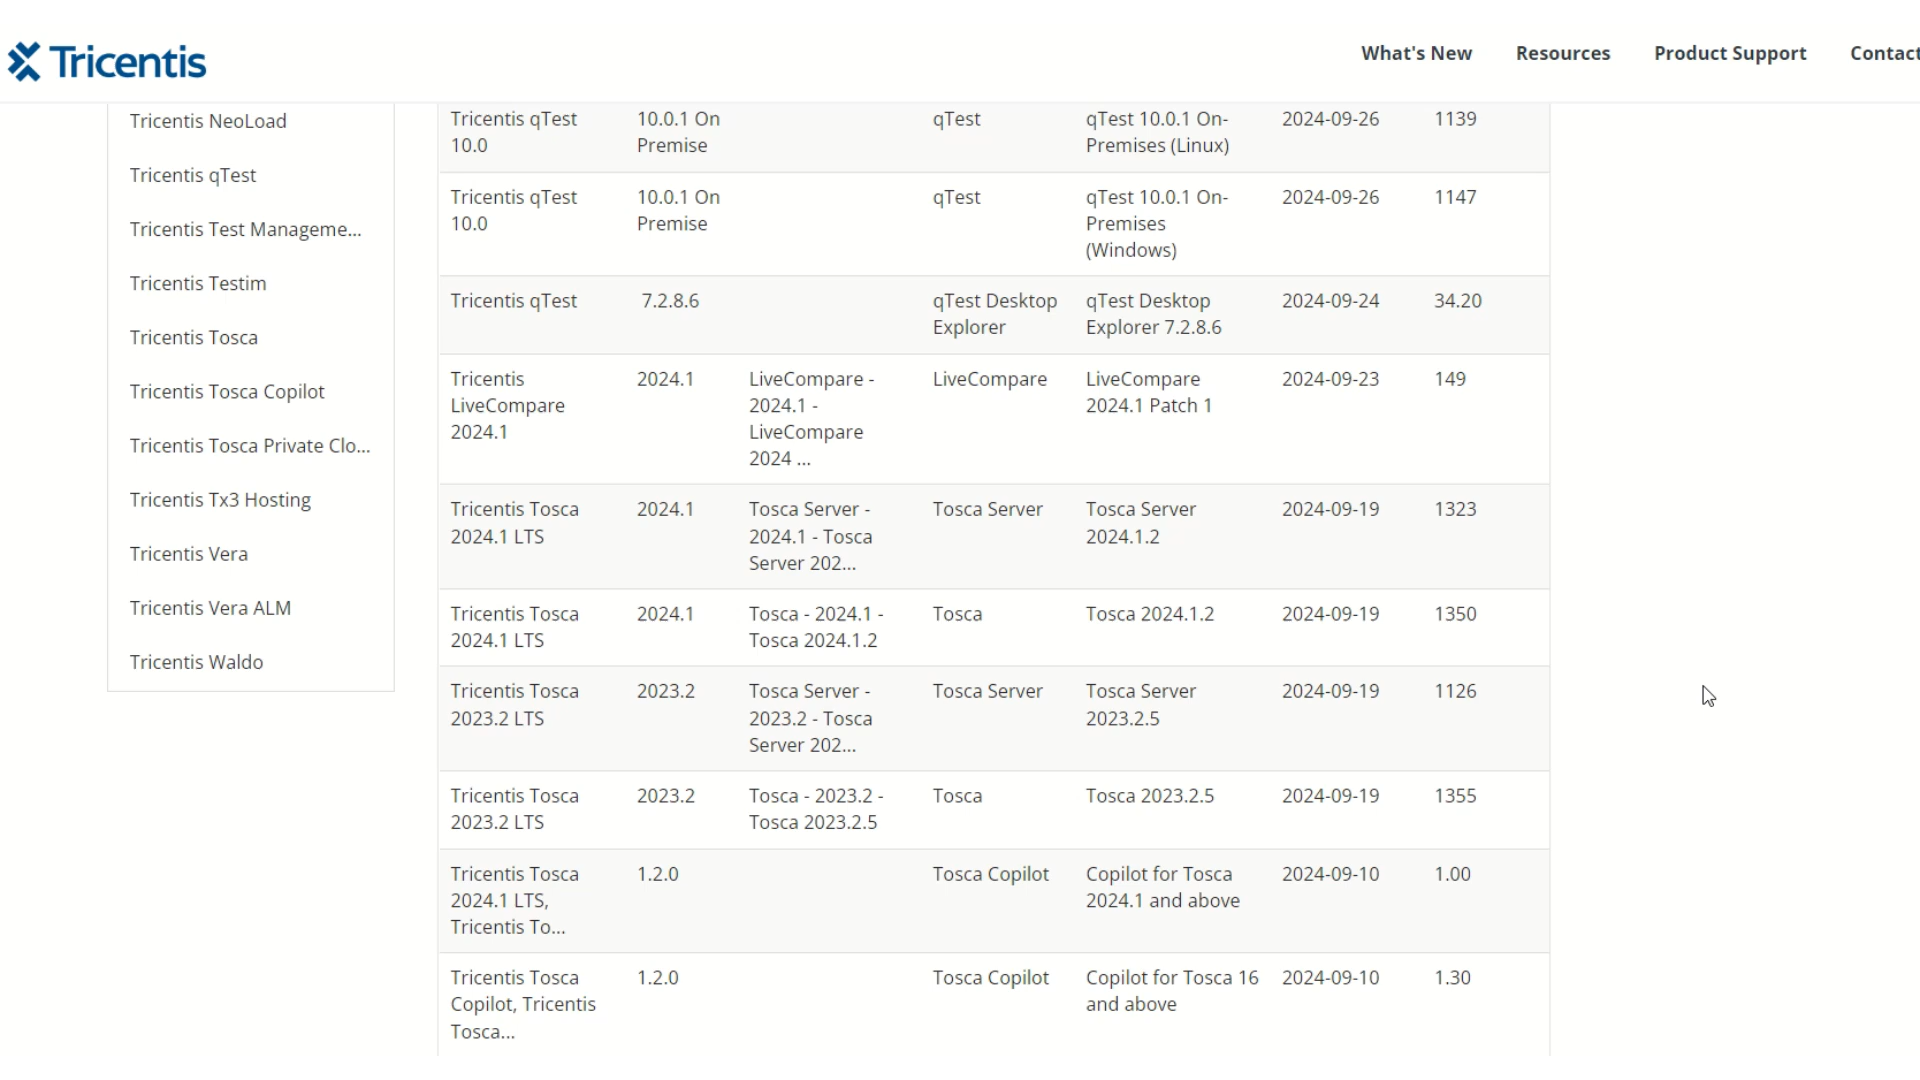 Tricentis
What's New Resources Product Support Contact
Tricentis NeoLoad
Tricentis qTest
Tricentis Test Manageme...
Tricentis Testim
Tricentis Tosca
Tricentis Tosca Copilot
Tricentis Tosca Private Clo...
Tricentis Tx3 Hosting
Tricentis Vera
Tricentis Vera ALM
Tricentis Waldo
Tricentis qTest 10.0.1 On qTest qTest 10.0.1 On- 2024-09-26 1139
10.0 Premise Premises (Linux)
Tricentis qTest 10.0.1 On qTest qTest 10.0.1 On- 2024-09-26 1147
10.0 Premise Premises
(Windows)
Tricentis qTest 7.2.8.6 qTest Desktop qTest Desktop 2024-09-24 34.20
Explorer Explorer 7.2.8.6
Tricentis 2024.1 LiveCompare - LiveCompare LiveCompare 2024-09-23 149
LiveCompare 2024.1 - 2024.1 Patch 1
2024.1 LiveCompare
2024 ...
Tricentis Tosca 2024.1 Tosca Server - Tosca Server Tosca Server 2024-09-19 1323
2024.1 LTS 2024.1 - Tosca 2024.1.2
Server 202...
Tricentis Tosca 2024.1 Tosca - 2024.1 - Tosca Tosca 2024.1.2 2024-09-19 1350
2024.1 LTS Tosca 2024.1.2
Tricentis Tosca 2023.2 Tosca Server - Tosca Server Tosca Server 2024-09-19 1126
2023.2 LTS 2023.2 - Tosca 2023.2.5
Server 202...
Tricentis Tosca 2023.2 Tosca - 2023.2 - Tosca Tosca 2023.2.5 2024-09-19 1355
2023.2 LTS Tosca 2023.2.5
Tricentis Tosca 1.2.0 Tosca Copilot Copilot for Tosca 2024-09-10 1.00
2024.1 LTS, 2024.1 and above
Tricentis To...
Tricentis Tosca 1.2.0 Tosca Copilot Copilot for Tosca 16 2024-09-10 1.30
Copilot, Tricentis and above
Tosca...